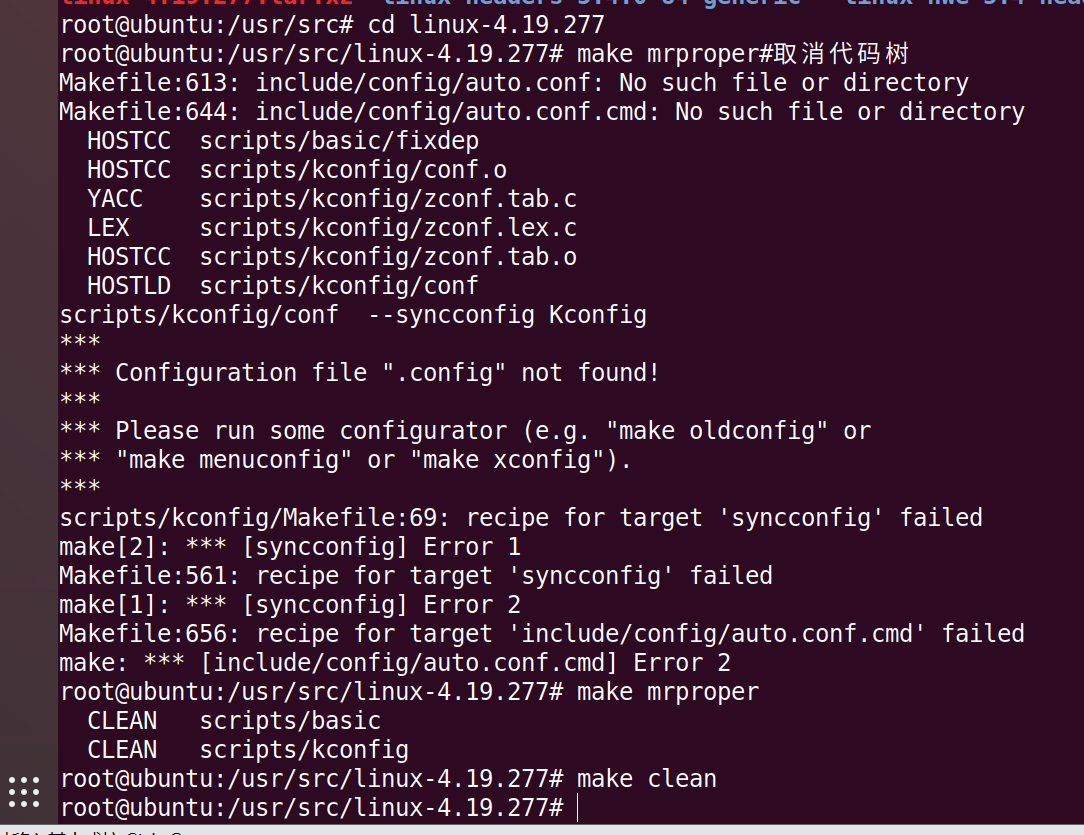 root@ubuntu:/usr/src# cd linux-4.19.277
root@ubuntu:/usr/src/linux-4.19.277# make mrproper#取消代码树
Makefile:613: include/config/auto.conf: No such file or directory
Makefile:644: include/config/auto.conf.cmd: No such file or directory
  HOSTCC  scripts/basic/fixdep
  HOSTCC  scripts/kconfig/conf.o
  YACC    scripts/kconfig/zconf.tab.c
  LEX     scripts/kconfig/zconf.lex.c
  HOSTCC  scripts/kconfig/zconf.tab.o
  HOSTLD  scripts/kconfig/conf
scripts/kconfig/conf  --syncconfig Kconfig
***
*** Configuration file ".config" not found!
***
*** Please run some configurator (e.g. "make oldconfig" or
*** "make menuconfig" or "make xconfig").
***
scripts/kconfig/Makefile:69: recipe for target 'syncconfig' failed
make[2]: *** [syncconfig] Error 1
Makefile:561: recipe for target 'syncconfig' failed
make[1]: *** [syncconfig] Error 2
Makefile:656: recipe for target 'include/config/auto.conf.cmd' failed
make: *** [include/config/auto.conf.cmd] Error 2
root@ubuntu:/usr/src/linux-4.19.277# make mrproper
  CLEAN   scripts/basic
  CLEAN   scripts/kconfig
root@ubuntu:/usr/src/linux-4.19.277# make clean
root@ubuntu:/usr/src/linux-4.19.277#